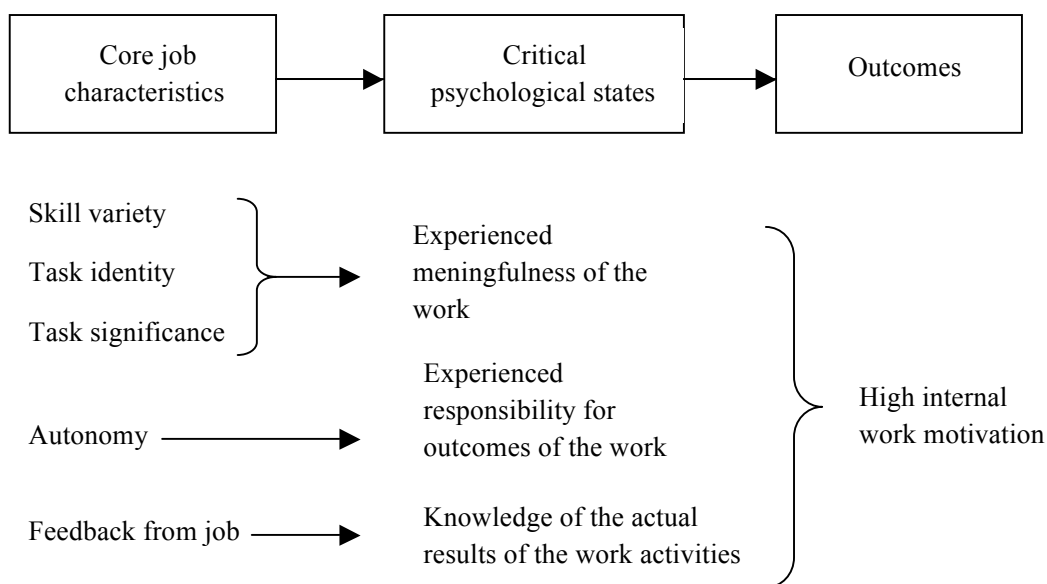 Core job
characteristics
Critical
psychological states
Outcomes
Skill variety
Task identity
Task significance
Experienced
meningfulness of the
work
Autonomy
Experienced
responsibility for
outcomes of the work
Feedback from job
Knowledge of the actual
results of the work activities
High internal
work motivation